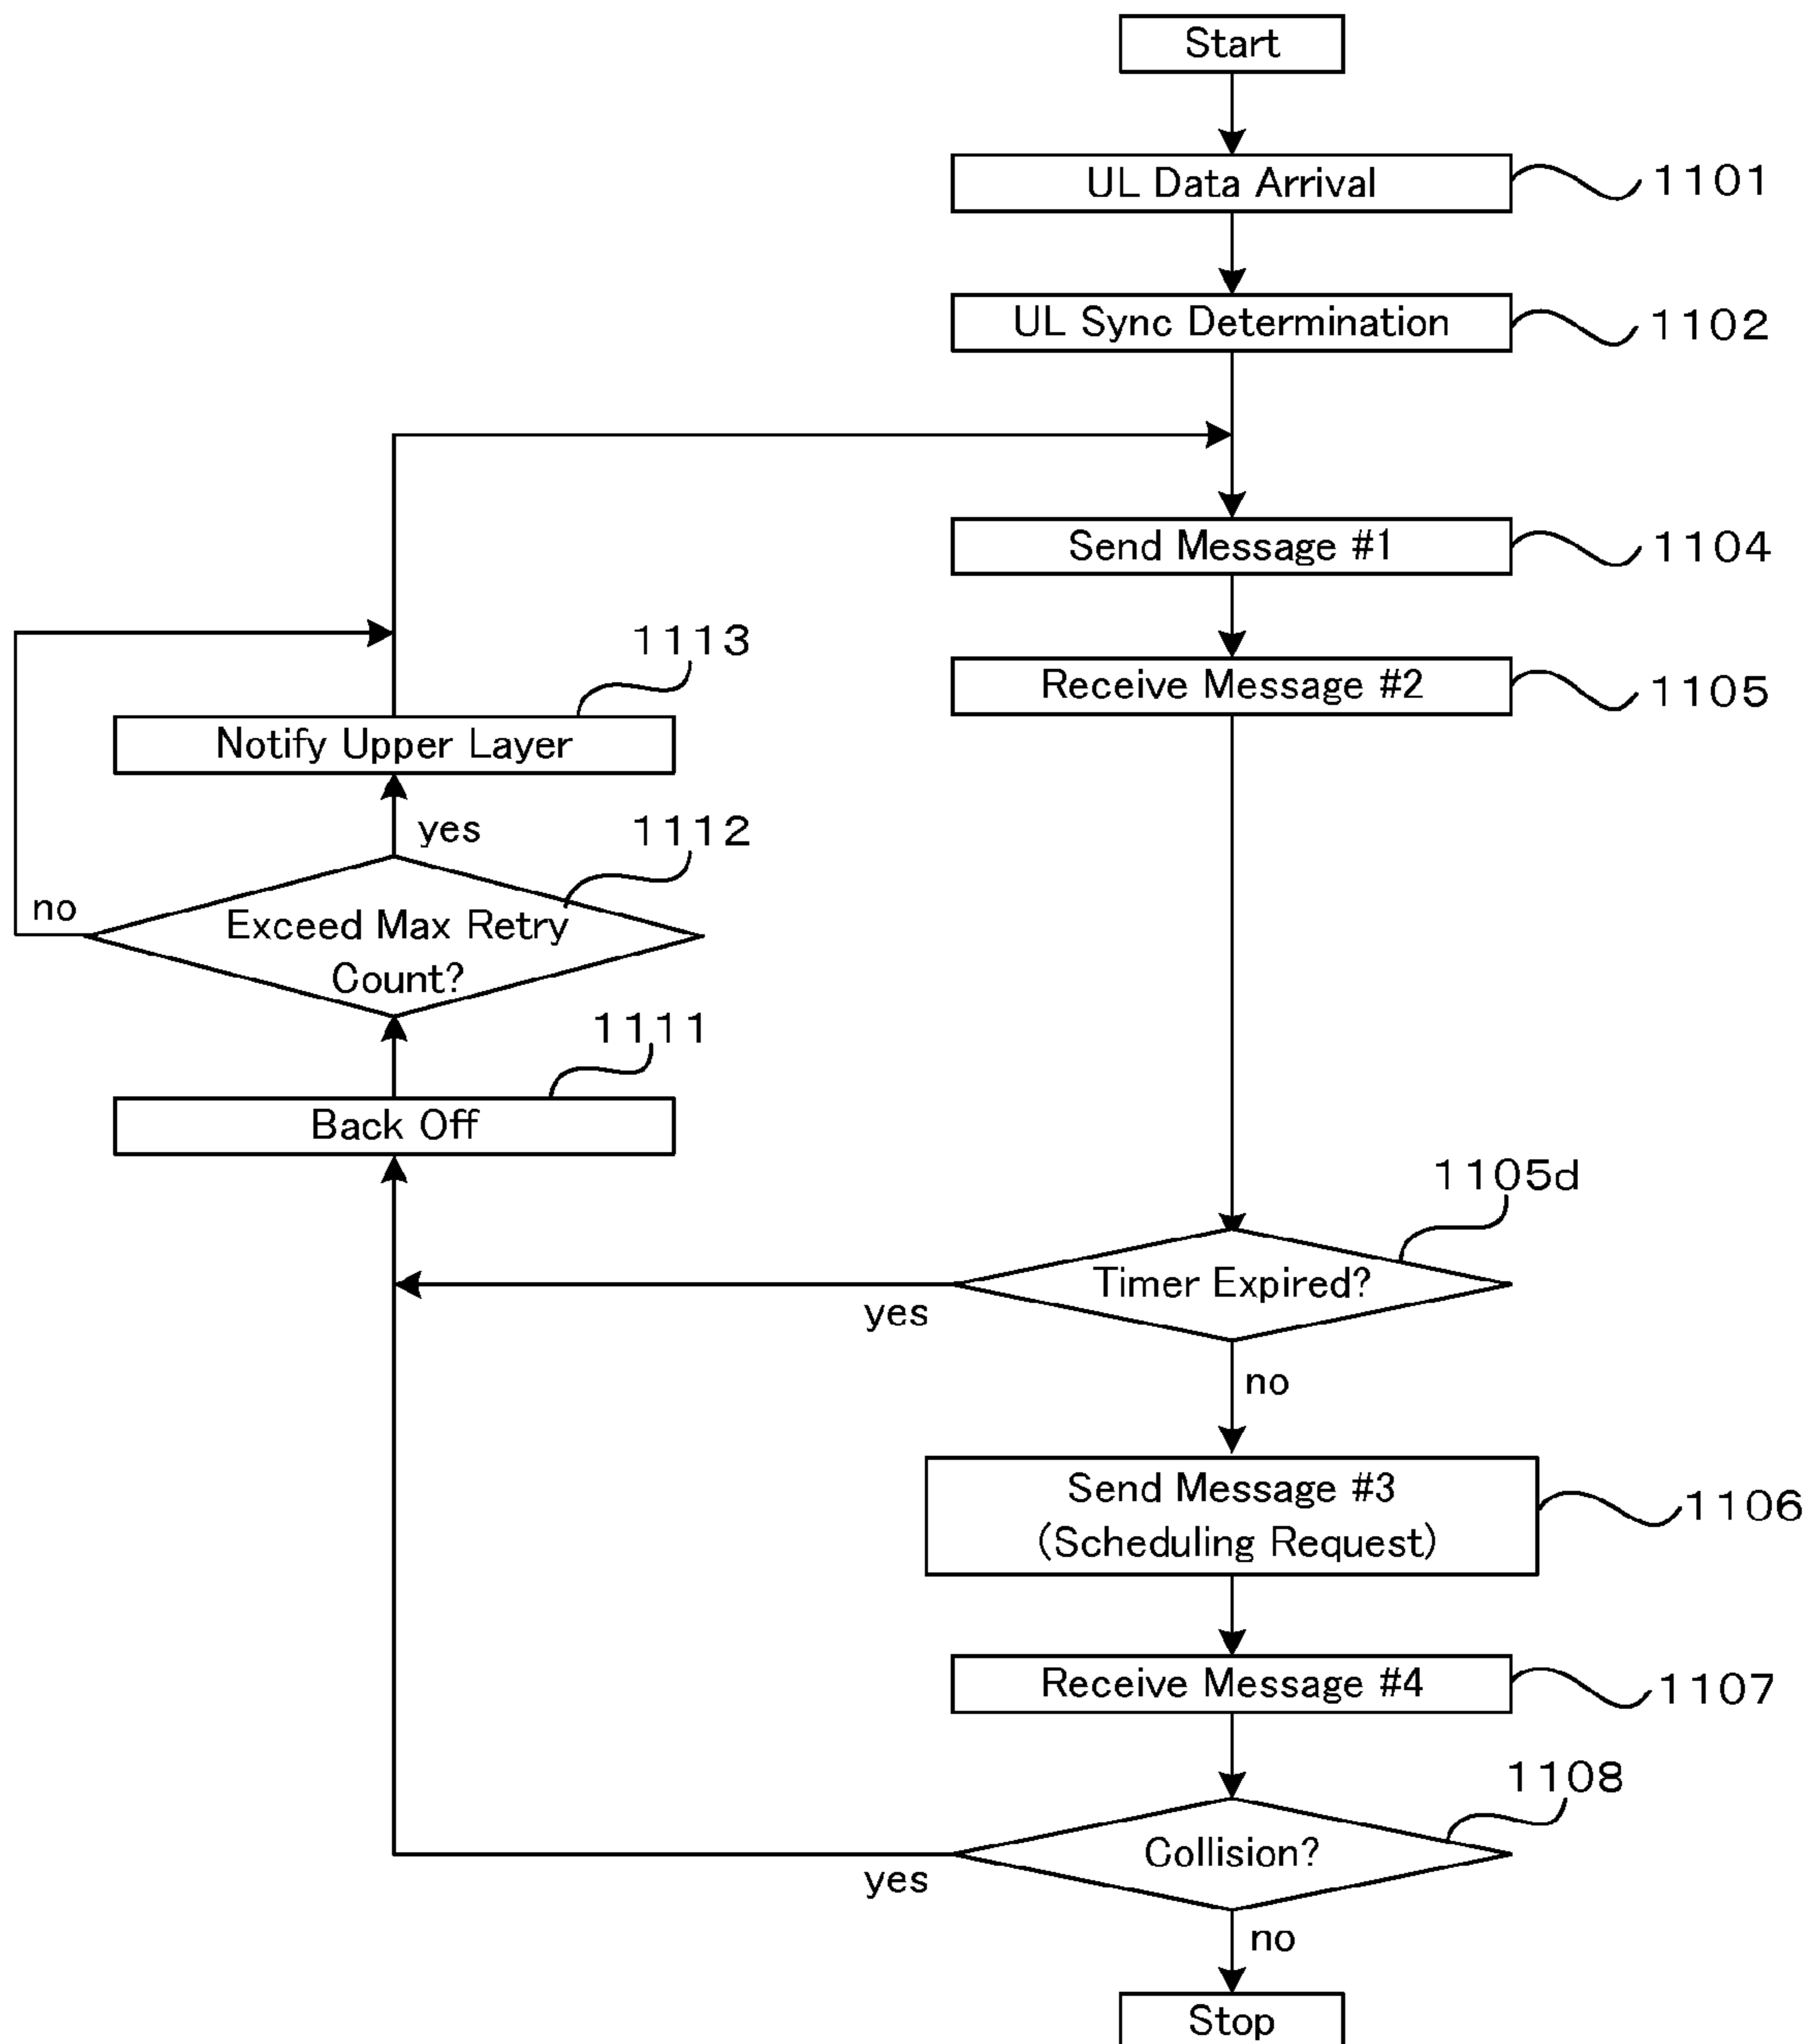 Start
UL Data Arrival
1101
UL Sync Determination
1102
Send Message #1
1104
1113
Receive Message #2
1105
Notify Upper Layer
yes
1112
no
Exceed Max Retry
Count?
1111
Back Off
1105d
Timer Expired?
yes
no
Send Message #3
(Scheduling Request)
1106
Receive Message #4
1107
1108
Collision?
yes
no
Stop